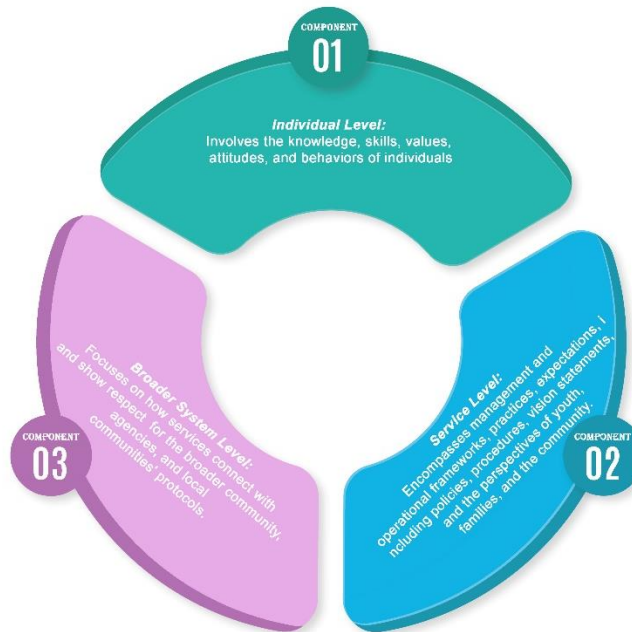 COMPONENT
01
Individual Level:
Involves the knowledge, skills, values,
attitudes, and behaviors of individuals
COMPONENT
02
Service Level:
Encompasses management and
operational frameworks, practices, expectations, i
ncluding policies, procedures, vision statements,
and the perspectives of youth,
families, and the community.
COMPONENT
03
Broader System Level:
Focuses on how services connect with
and show respect for the broader community,
agencies, and local
communities' protocols.